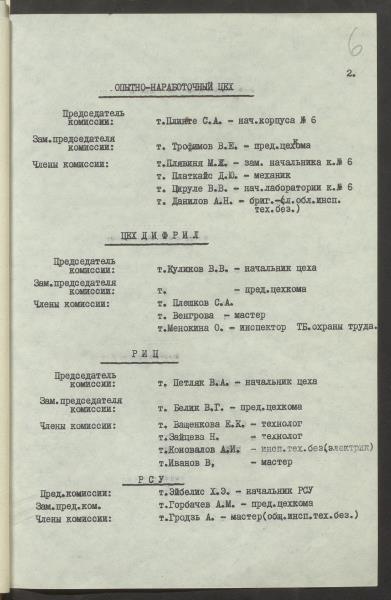 6
2.
ОПЫТНО-НАРАБОТОЧНЫЙ ЦЕХ
Председатель
комиссии: т.Плинте С.А. - нач.корпуса № 6
Зам.председателя
комиссии: т. Трофимов В.Е. - пред.цехкома
Члены комиссии: т.Плявиня М.Ж. - зам. начальника к.№ 6
т. Платкайс Д.Ю. - механик
т. Цируле В.В. - нач.лаборатории к.№ 6
т. Данилов А.Н. - бриг.-(л.обл.инсп.
тех.без.)
ЦЕХ ДИФРИЛ
Председатель
комиссии: т.Куликов В.В. - начальник цеха
Зам.председателя
комиссии: т. - пред.цехкома
Члены комиссии: т. Плешков С.А.
т. Венгрова - мастер
т.Менокина О. - инспектор ТБ.охраны труда.
РИЦ
Председатель
комиссии: т. Петляк В.А. - начальник цеха
Зам.председателя
комиссии: т. Белик В.Г. - пред.цехкома
Члены комиссии: т. Ващенкова Е.К. - технолог
т.Зайцева Н. - технолог
т.Коновалов А.И. - инсп.тех.без(электрик)
т.Иванов В, - мастер
РСУ
Пред.комиссии: т.Эйбелис Х.Э. - начальник РСУ
Зам.пред.ком. т.Горбачев А.М. - пред.цехкома
Члены комиссии: т.Гродзь А. - мастер(общ.инсп.тех.без.)